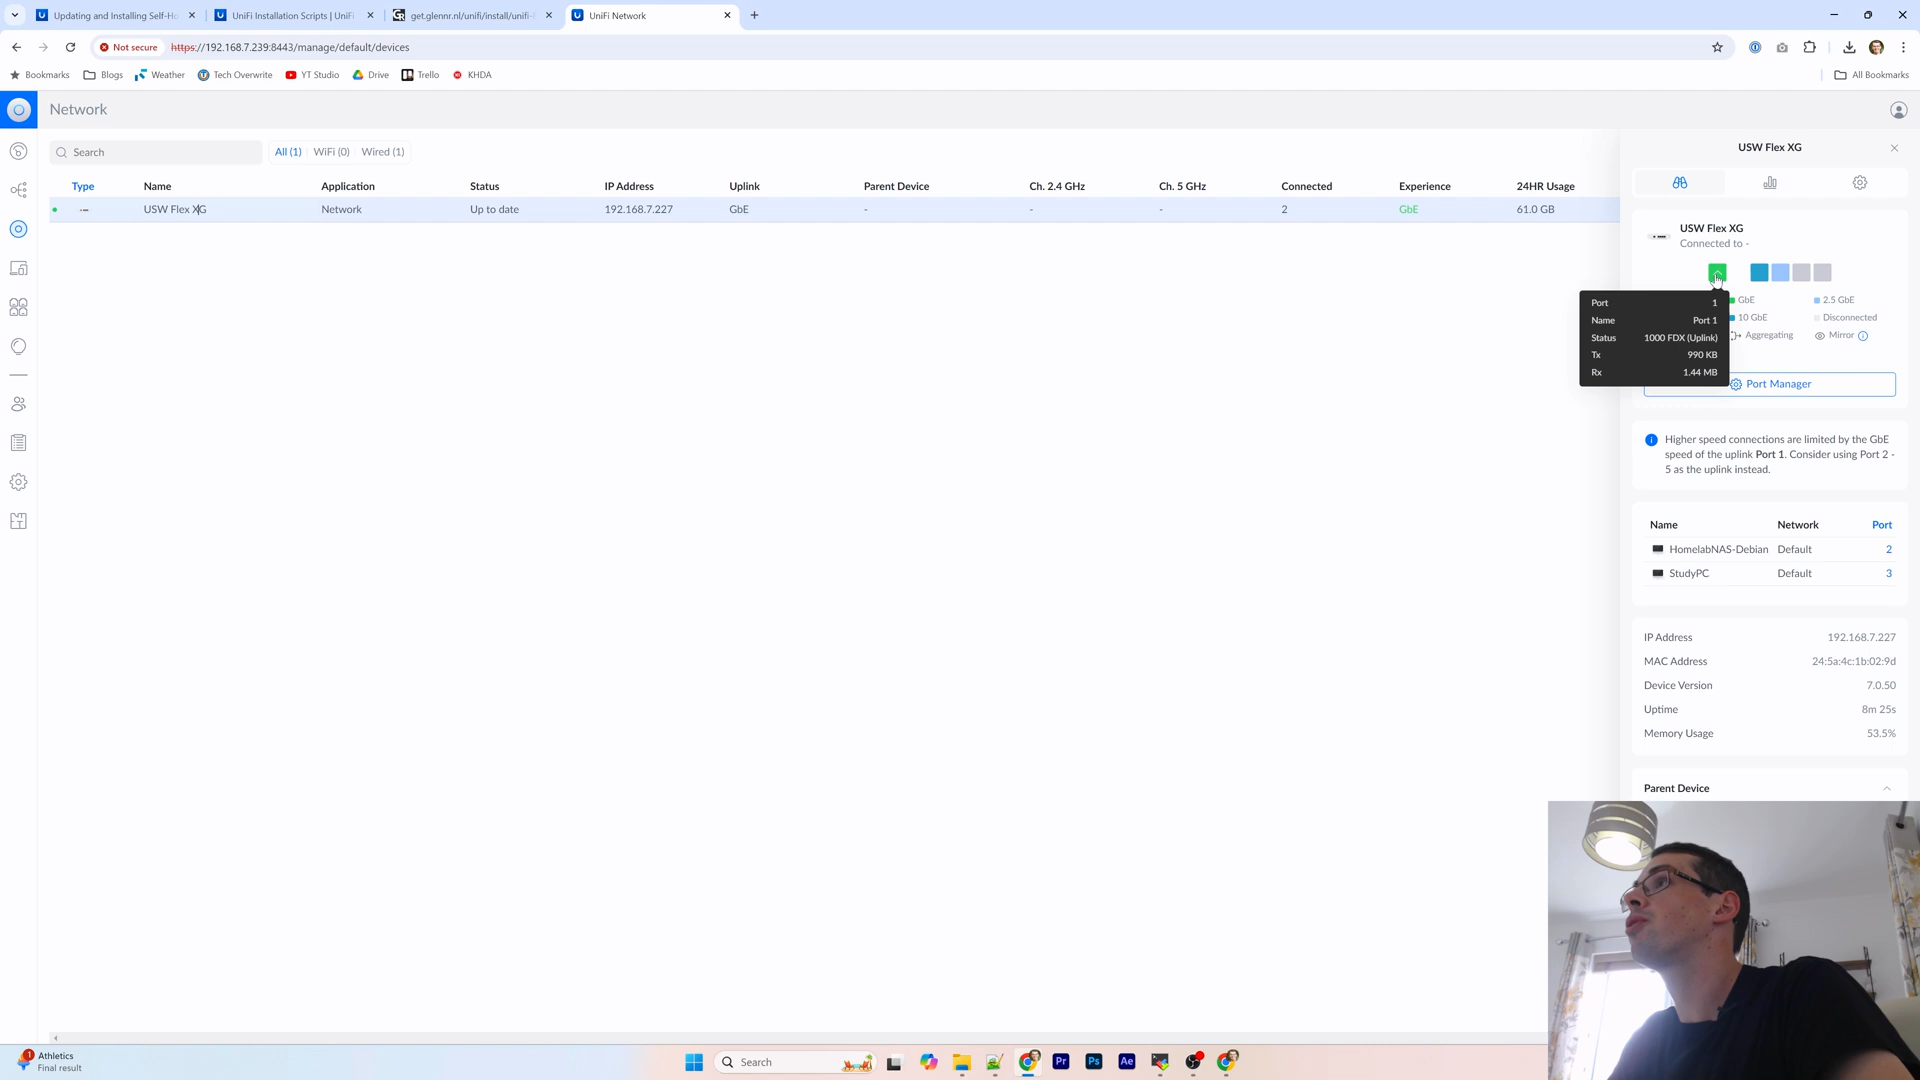 Updating and Installing Self-Ho
UniFi Installation Scripts | UniFi
get.glennr.nl/unifi/install/unifi-
UniFi Network
Not secure
https://192.168.7.239:8443/manage/default/devices
Bookmarks
Blogs
Weather
Tech Overwrite
YT Studio
Drive
Trello
KHDA
All Bookmarks
Network
Search
All (1)
WiFi (0)
Wired (1)
Type Name Application Status IP Address Uplink Parent Device Ch. 2.4 GHz Ch. 5 GHz Connected Experience 24HR Usage
USW Flex XG Network Up to date 192.168.7.227 GbE - - - 2 GbE 61.0 GB
USW Flex XG
USW Flex XG
Connected to -
Port 1
Name Port 1
Status 1000 FDX (Uplink)
Tx 990 KB
Rx 1.44 MB
GbE
2.5 GbE
10 GbE
Disconnected
Aggregating
Mirror
Port Manager
Higher speed connections are limited by the GbE
speed of the uplink Port 1. Consider using Port 2 -
5 as the uplink instead.
Name Network Port
HomelabNAS-Debian Default 2
StudyPC Default 3
IP Address 192.168.7.227
MAC Address 24:5a:4c:1b:02:9d
Device Version 7.0.50
Uptime 8m 25s
Memory Usage 53.5%
Parent Device
1
Athletics
Final result
Search
Pr
Ps
Ae